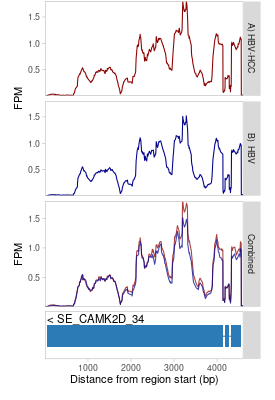 1.5
1.0
0.5
FPM
A) HBV-HCC
1.5
1.0
0.5
B) HBV
1.5
1.0
0.5
FPM
Combined
< SE_CAMK2D_34
1000 2000 3000 4000
Distance from region start (bp)